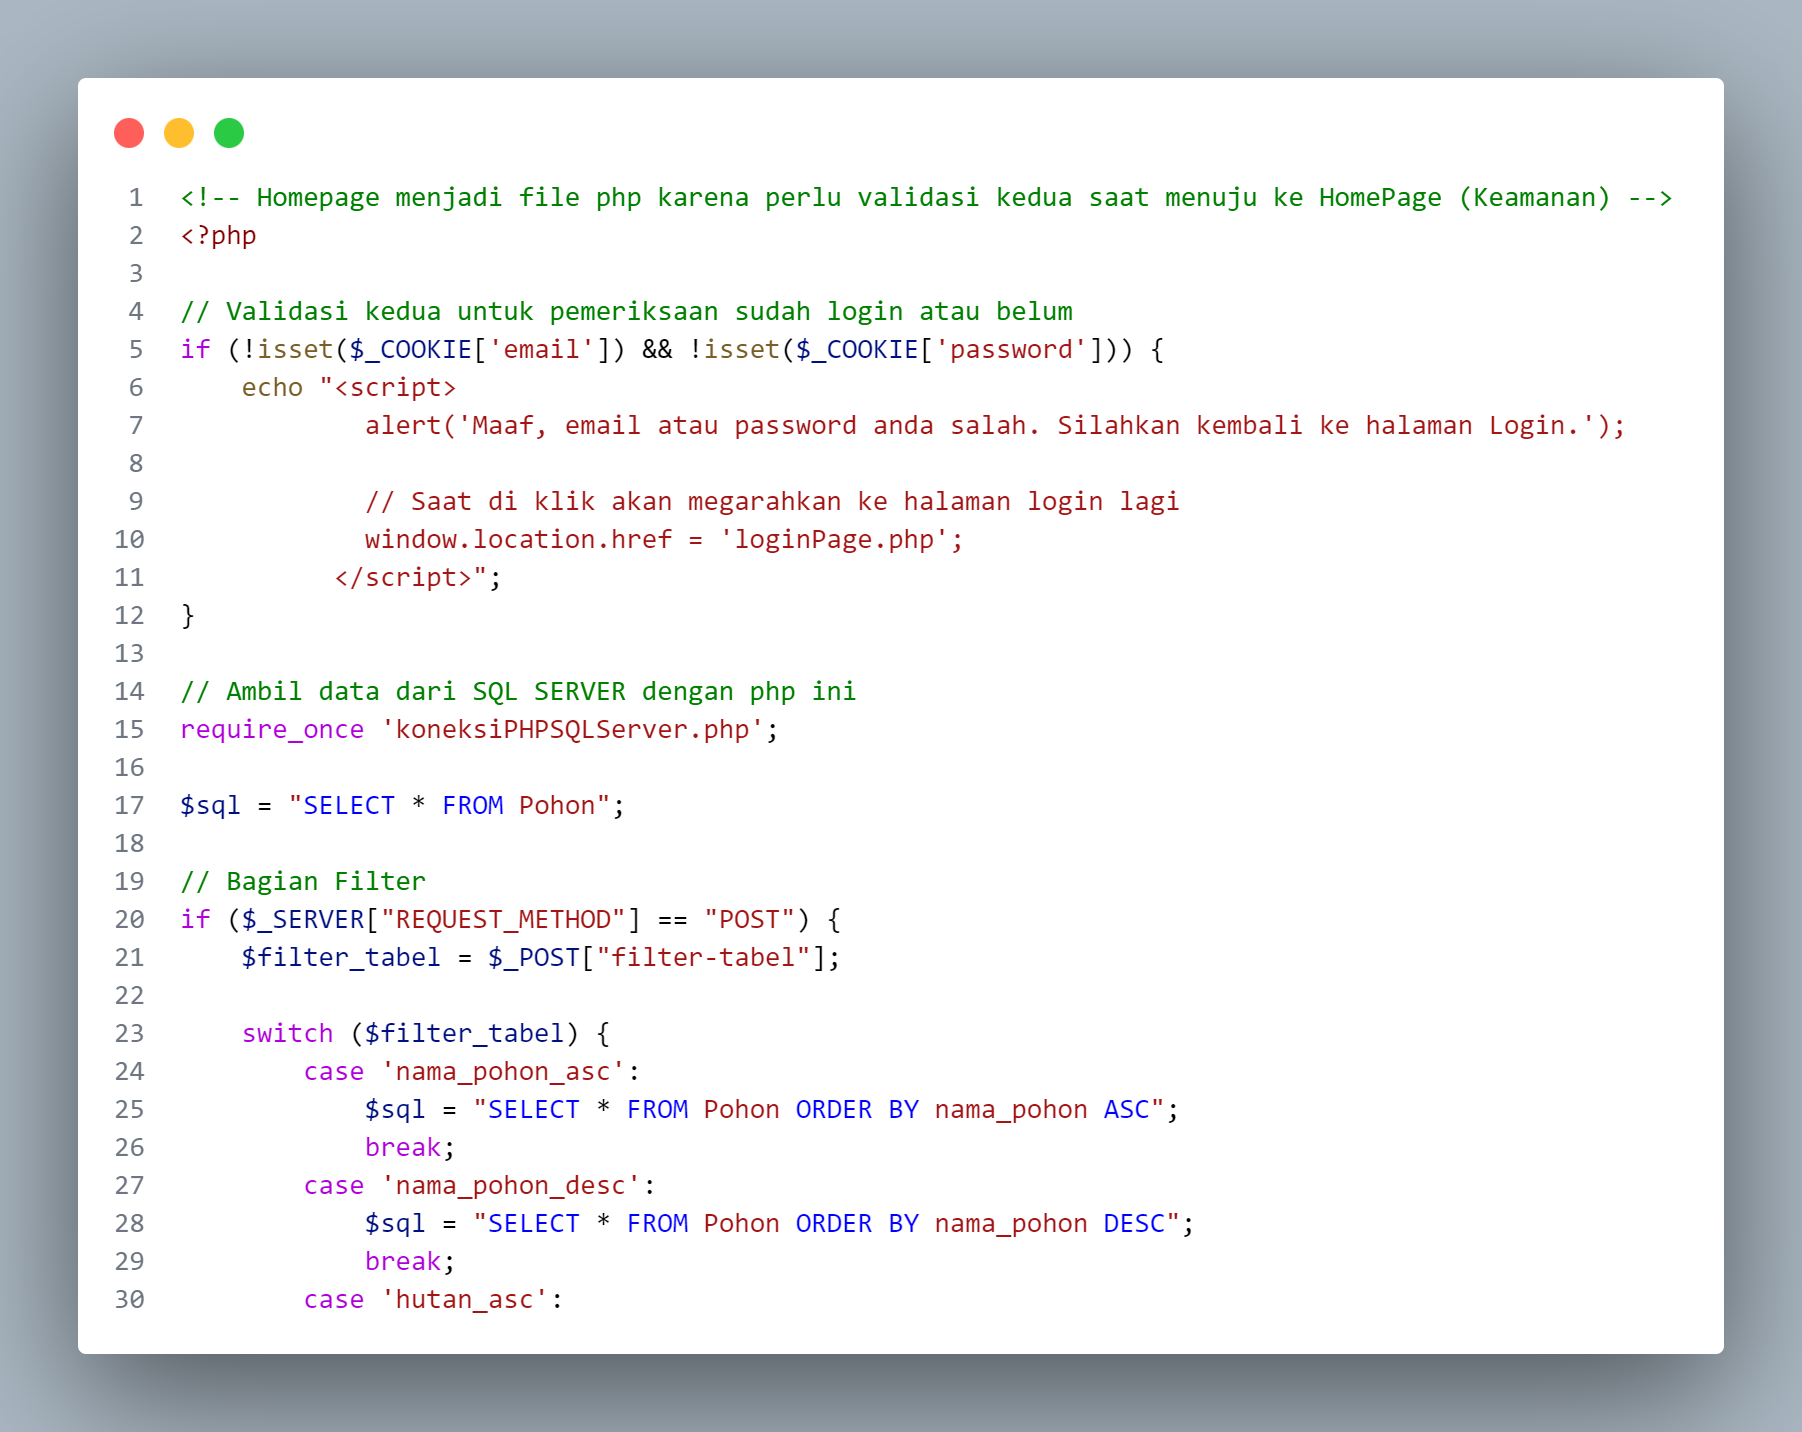 1 <!-- Homepage menjadi file php karena perlu validasi kedua saat menuju ke HomePage (Keamanan) -->
2 <?php
3
4 // Validasi kedua untuk pemeriksaan sudah login atau belum
5 if (!isset($_COOKIE['email']) && !isset($_COOKIE['password'])) {
6     echo "<script>
7             alert('Maaf, email atau password anda salah. Silahkan kembali ke halaman Login.');
8
9             // Saat di klik akan megarahkan ke halaman login lagi
10             window.location.href = 'loginPage.php';
11           </script>";
12 }
13
14 // Ambil data dari SQL SERVER dengan php ini
15 require_once 'koneksiPHPSQLServer.php';
16
17 $sql = "SELECT * FROM Pohon";
18
19 // Bagian Filter
20 if ($_SERVER["REQUEST_METHOD"] == "POST") {
21     $filter_tabel = $_POST["filter-tabel"];
22
23     switch ($filter_tabel) {
24         case 'nama_pohon_asc':
25             $sql = "SELECT * FROM Pohon ORDER BY nama_pohon ASC";
26             break;
27         case 'nama_pohon_desc':
28             $sql = "SELECT * FROM Pohon ORDER BY nama_pohon DESC";
29             break;
30         case 'hutan_asc':